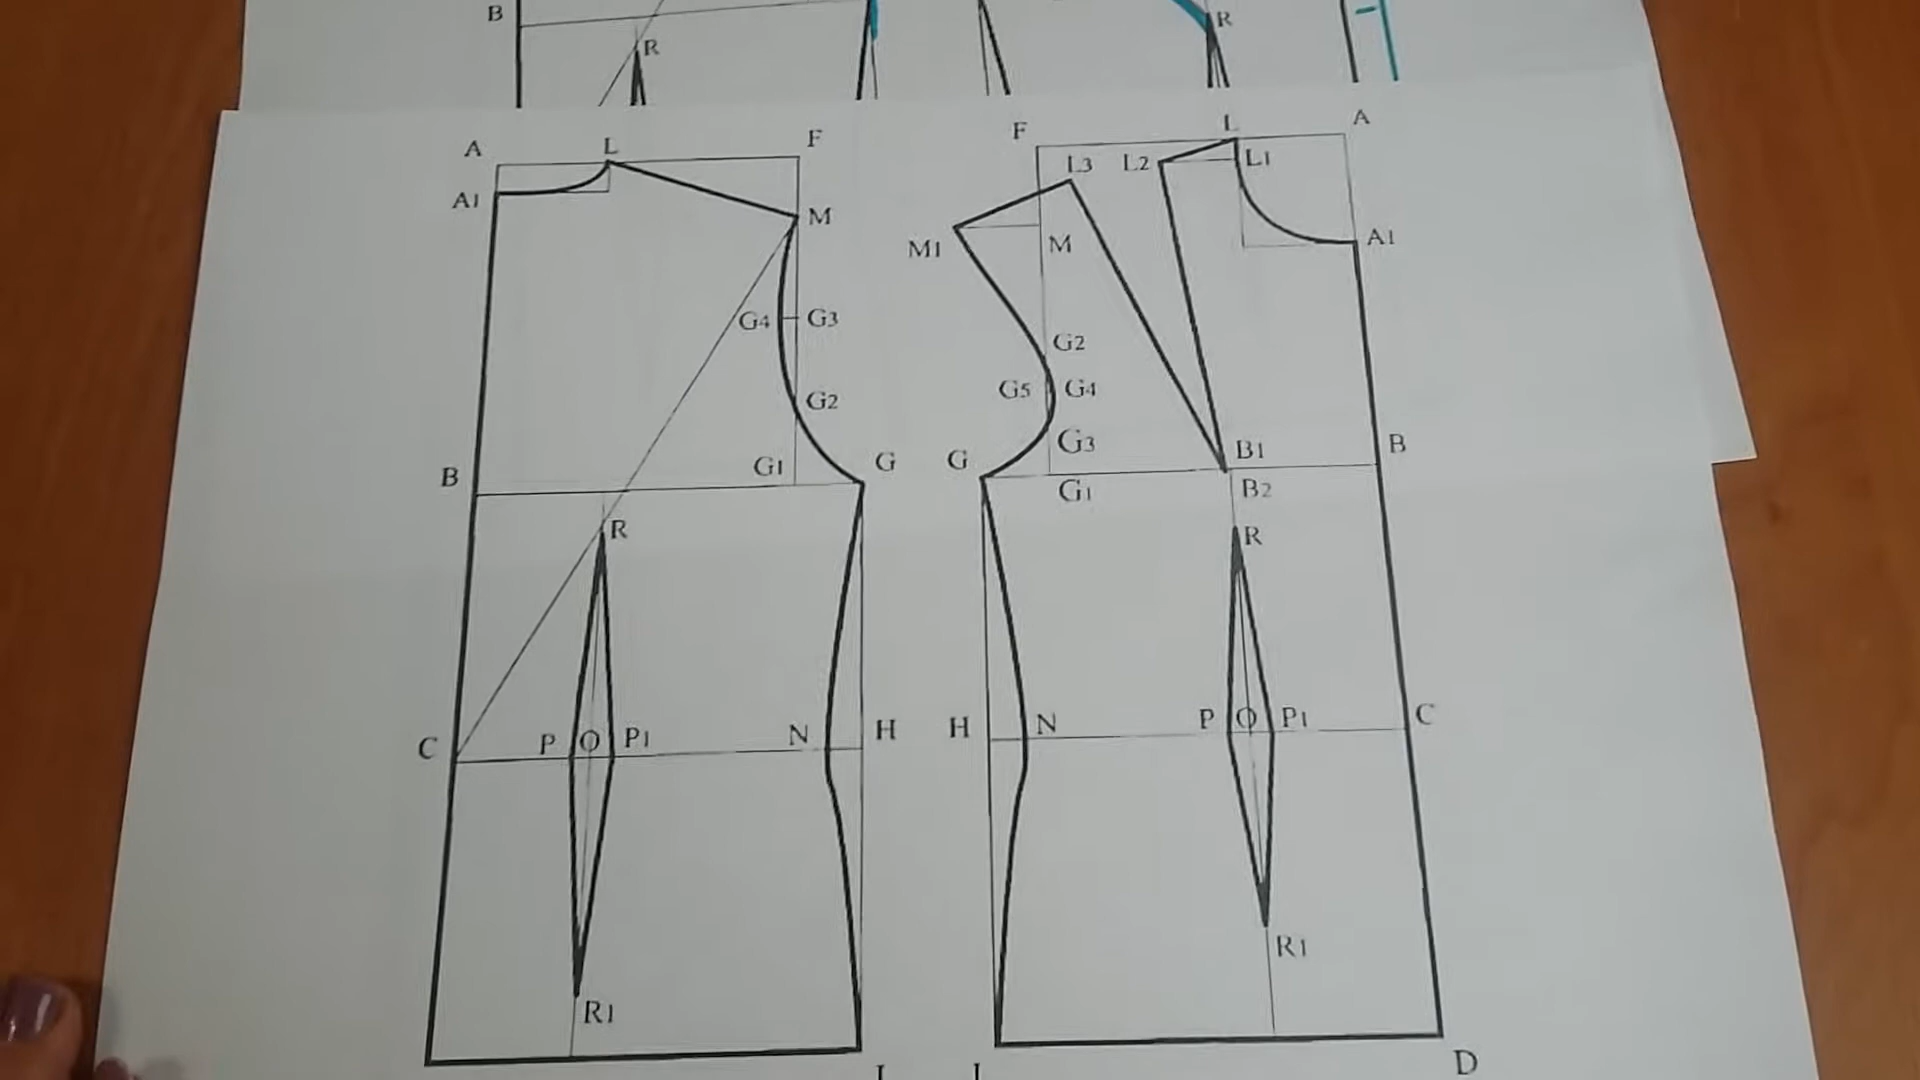 B
R
R
A L F
F L A
A1
M
L3 L2 L1
M1 M A1
G4 G3
G2
G2
G5 G4
G3
B G1 G
G B1 B
G1 B2
R
R
C P O P1 N H
H N P O P1 C
R1
R1
D